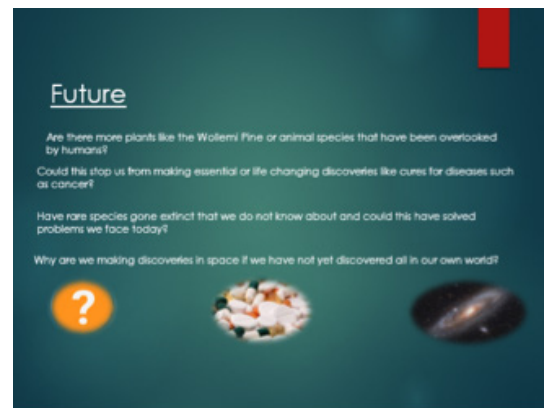 Future
Are there more plants like the Wollemi Pine or animal species that have been overlooked
by humans?
Could this stop us from making essential or life changing discoveries like cures for diseases such
as cancer?
Have rare species gone extinct that we do not know about and could this have solved
problems we face today?
Why are we making discoveries in space if we have not yet discovered all in our own world?
?